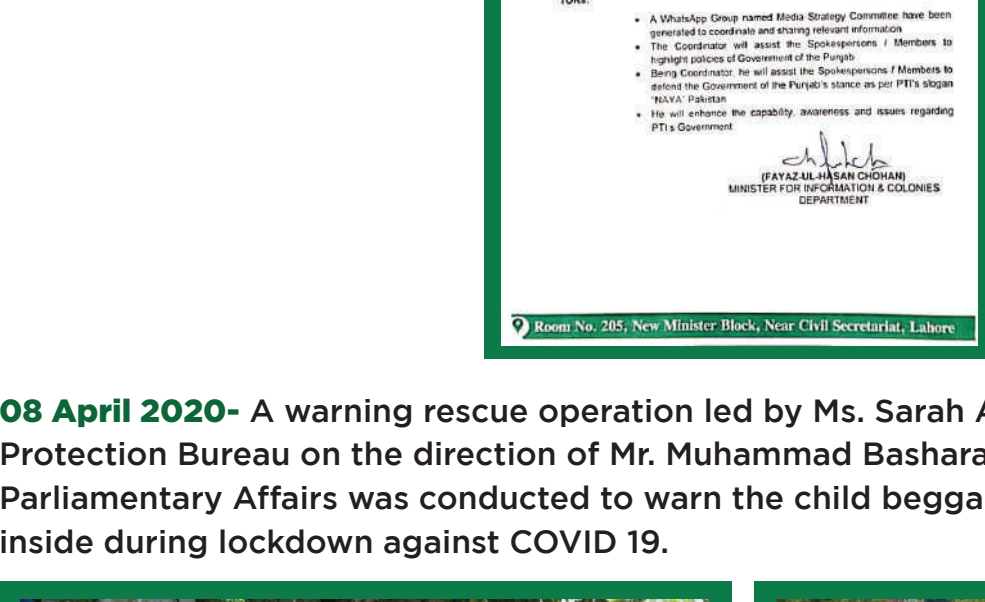 TORs:
• A WhatsApp Group named Media Strategy Committee have been
generated to coordinate and sharing relevant information
• The Coordinator will assist the Spokespersons / Members to
highlight policies of Government of the Punjab
• Being Coordinator, he will assist the Spokespersons / Members to
defend the Government of the Punjab's stance as per PTI's slogan
"NAYA" Pakistan
• He will enhance the capability, awareness and issues regarding
PTI's Government.
(FAYAZ-UL-HASAN CHOHAN)
MINISTER FOR INFORMATION & COLONIES
DEPARTMENT
Room No. 205, New Minister Block, Near Civil Secretariat, Lahore
08 April 2020- A warning rescue operation led by Ms. Sarah A
Protection Bureau on the direction of Mr. Muhammad Bashara
Parliamentary Affairs was conducted to warn the child begga
inside during lockdown against COVID 19.